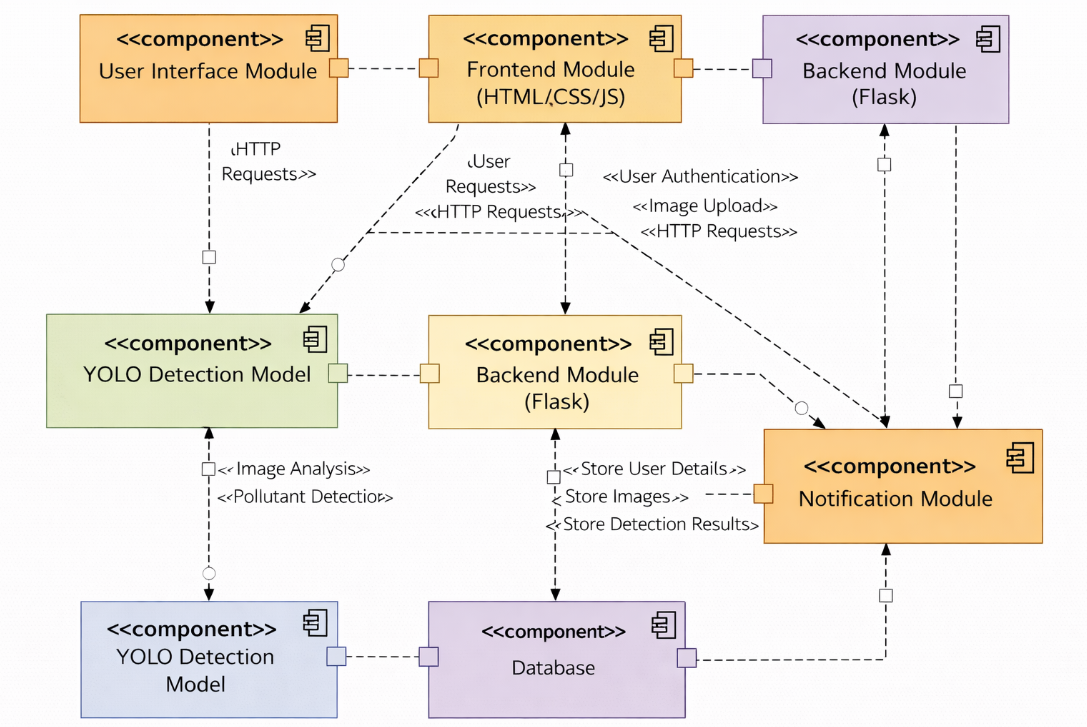 <<component>>
User Interface Module
<<component>>
Frontend Module
(HTML/CSS/JS)
<<component>>
Backend Module
(Flask)
<HTTP
Requests>>
<User
Requests>>
<<<HTTP Requests>>
<<User Authentication>>
<<Image Upload>>
<<HTTP Requests>>
<<component>>
YOLO Detection Model
<<component>>
Backend Module
(Flask)
<<component>>
Notification Module
<<Image Analysis>>
<<Pollutant Detection>
<<Store User Details>>
<Store Images>>
<<Store Detection Results>
<<component>>
YOLO Detection
Model
<<component>>
Database